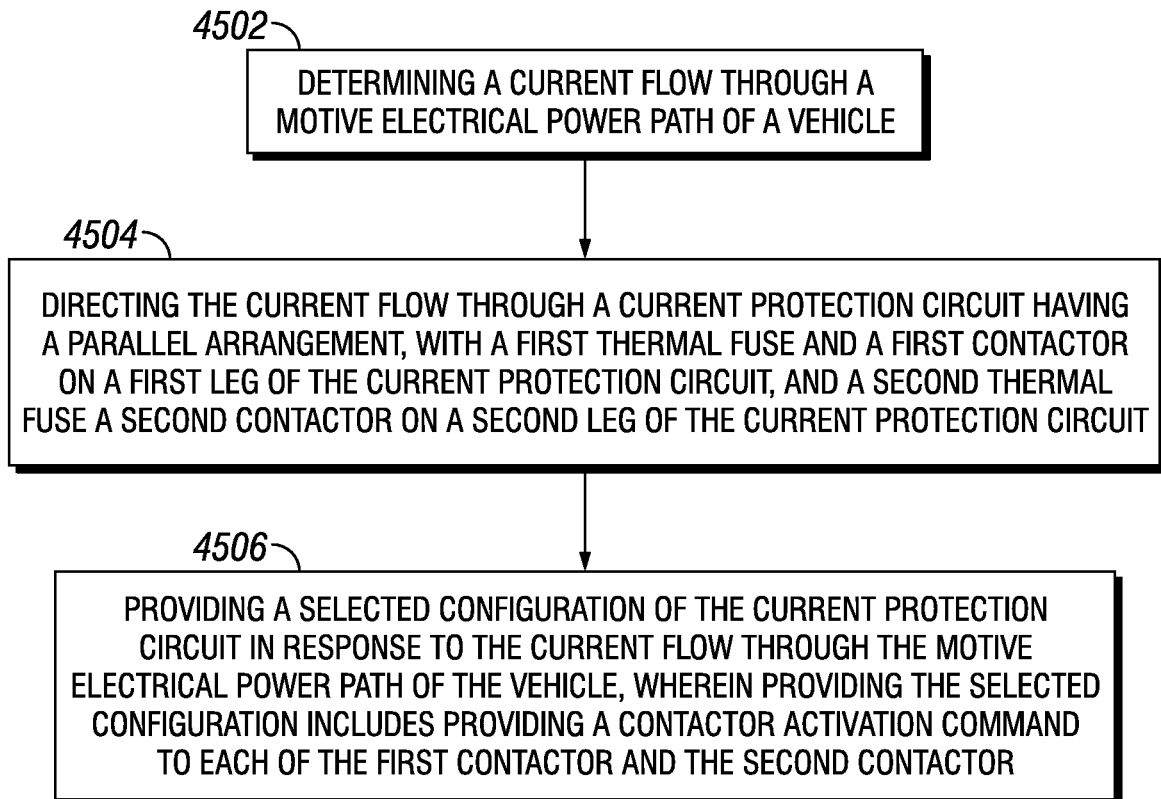 4502
DETERMINING A CURRENT FLOW THROUGH A
MOTIVE ELECTRICAL POWER PATH OF A VEHICLE
4504
DIRECTING THE CURRENT FLOW THROUGH A CURRENT PROTECTION CIRCUIT HAVING
A PARALLEL ARRANGEMENT, WITH A FIRST THERMAL FUSE AND A FIRST CONTACTOR
ON A FIRST LEG OF THE CURRENT PROTECTION CIRCUIT, AND A SECOND THERMAL
FUSE A SECOND CONTACTOR ON A SECOND LEG OF THE CURRENT PROTECTION CIRCUIT
4506
PROVIDING A SELECTED CONFIGURATION OF THE CURRENT PROTECTION
CIRCUIT IN RESPONSE TO THE CURRENT FLOW THROUGH THE MOTIVE
ELECTRICAL POWER PATH OF THE VEHICLE, WHEREIN PROVIDING THE SELECTED
CONFIGURATION INCLUDES PROVIDING A CONTACTOR ACTIVATION COMMAND
TO EACH OF THE FIRST CONTACTOR AND THE SECOND CONTACTOR